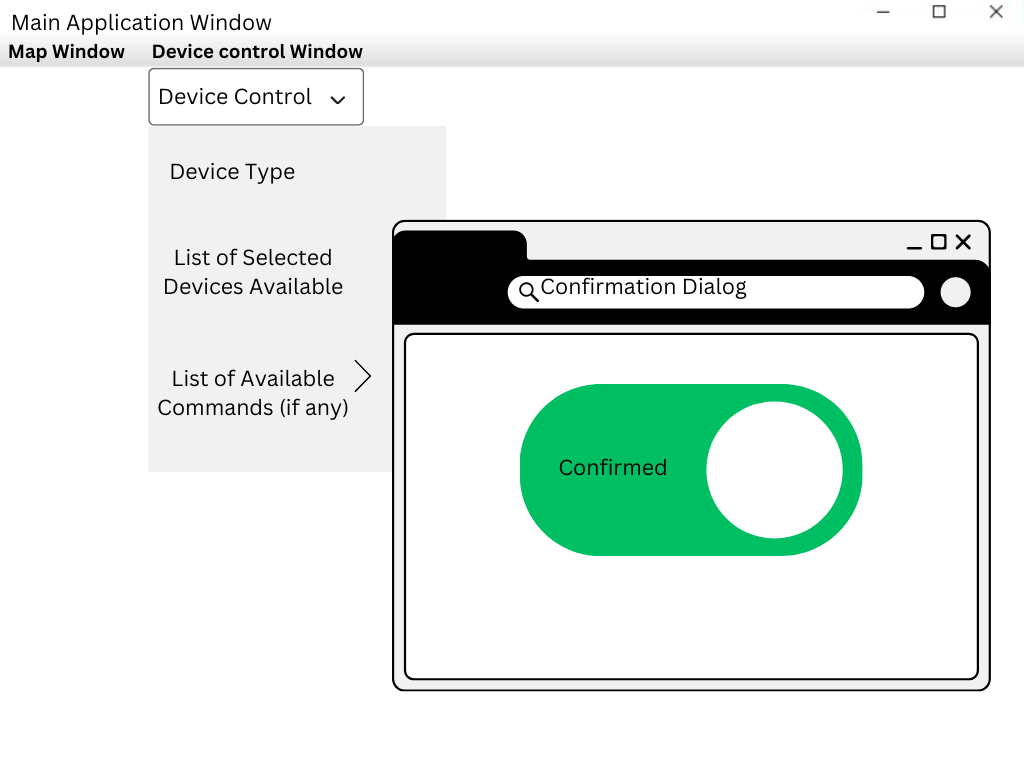 Main Application Window
Map Window
Device control Window
Device Control
Device Type
List of Selected
Devices Available
List of Available
Commands (if any)
Confirmation Dialog
Confirmed